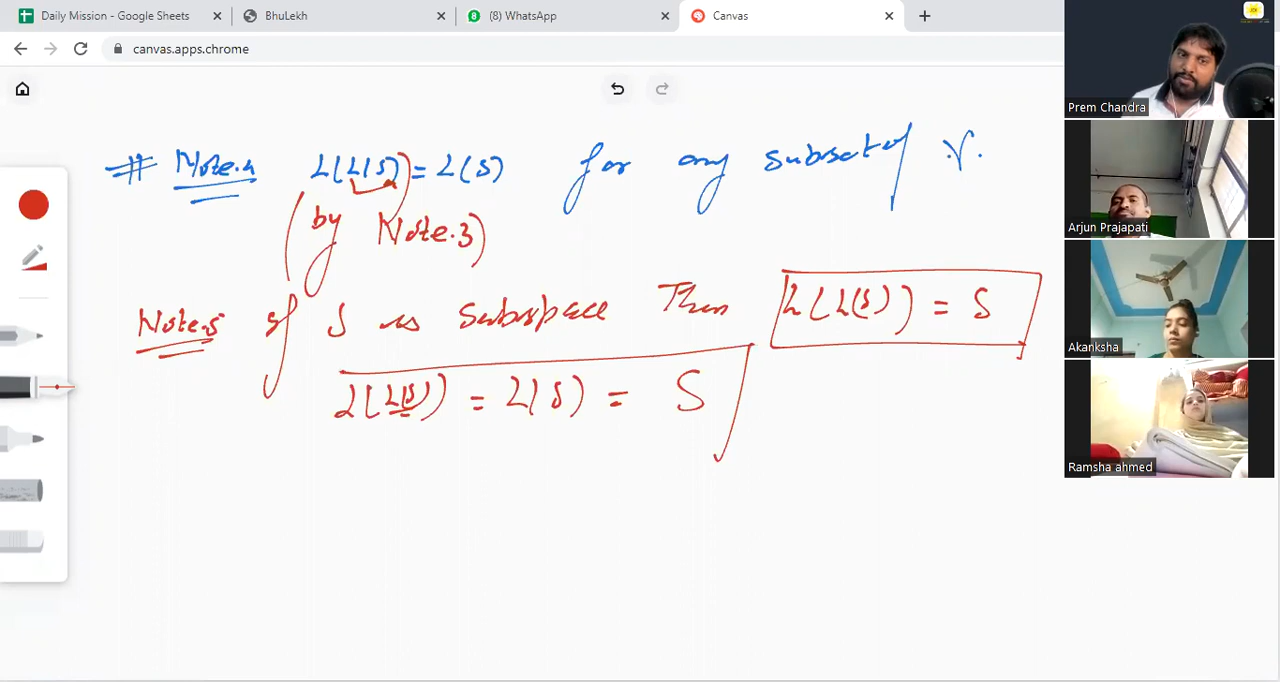 Daily Mission - Google Sheets
BhuLekh
(8) WhatsApp
Canvas
canvas.apps.chrome
Prem Chandra
Arjun Prajapati
Akanksha
Ramsha ahmed
# Note.4 L(L(S)) = L(S) for any subset of V.
(by Note.3)
Note.5 If S is subspace Then L(L(S)) = S
L(L(S)) = L(S) = S